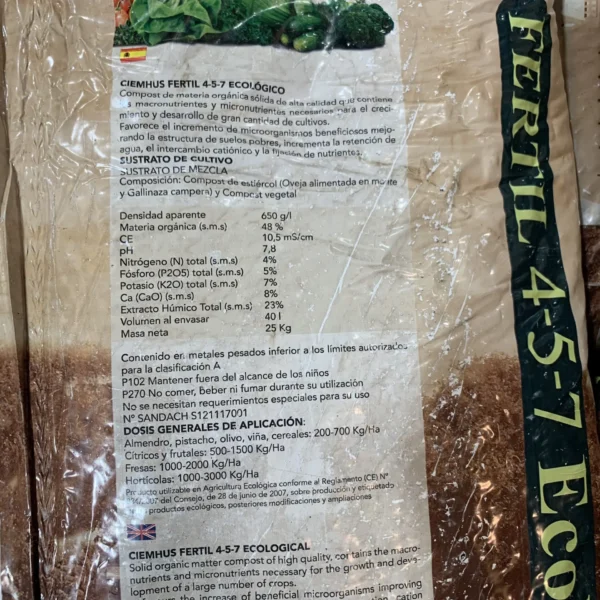 CIEMHUS FERTIL 4-5-7 ECOLÓGICO
Compost de materia orgánica sólida de alta calidad que contiene
macronutrientes y micronutrientes necesarios para el creci-
miento y desarrollo de gran cantidad de cultivos.
Favorece el incremento de microorganismos beneficiosos mejo-
rando la estructura de suelos pobres, incrementa la retención de
agua, el intercambio catiónico y la fijación de nutrientes.
SUSTRATO DE CULTIVO
SUSTRATO DE MEZCLA
Composición: Compost de estiércol (Oveja alimentada en monte
y Gallinaza campera) y Compost vegetal
Densidad aparente 650 g/l
Materia orgánica (s.m.s) 48 %
CE 10,5 mS/cm
pH 7,8
Nitrógeno (N) total (s.m.s) 4%
Fósforo (P2O5) total (s.m.s) 5%
Potasio (K2O) total (s.m.s) 7%
Ca (CaO) (s.m.s) 8%
Extracto Húmico Total (s.m.s) 23%
Volumen al envasar 40 l
Masa neta 25 Kg
Contenido en metales pesados inferior a los límites autorizados
para la clasificación A
P102 Mantener fuera del alcance de los niños
P270 No comer, beber ni fumar durante su utilización
No se necesitan requerimientos especiales para su uso
Nº SANDACH S121117001
DOSIS GENERALES DE APLICACIÓN:
Almendro, pistacho, olivo, viña, cereales: 200-700 Kg/Ha
Citricos y frutales: 500-1500 Kg/Ha
Fresas: 1000-2000 Kg/Ha
Hortícolas: 1000-3000 Kg/Ha
Producto utilizable en Agricultura Ecológica conforme al Reglamento (CE) Nº
del Consejo, de 28 de junio de 2007, sobre producción y etiquetado
productos ecológicos, posteriores modificaciones y ampliaciones
CIEMHUS FERTIL 4-5-7 ECOLOGICAL
Solid organic matter compost of high quality, contains the macro-
nutrients and micronutrients necessary for the growth and deve-
lopment of a large number of crops.
the increase of beneficial microorganisms improving
cation
FERTIL 4-5-7 ECO